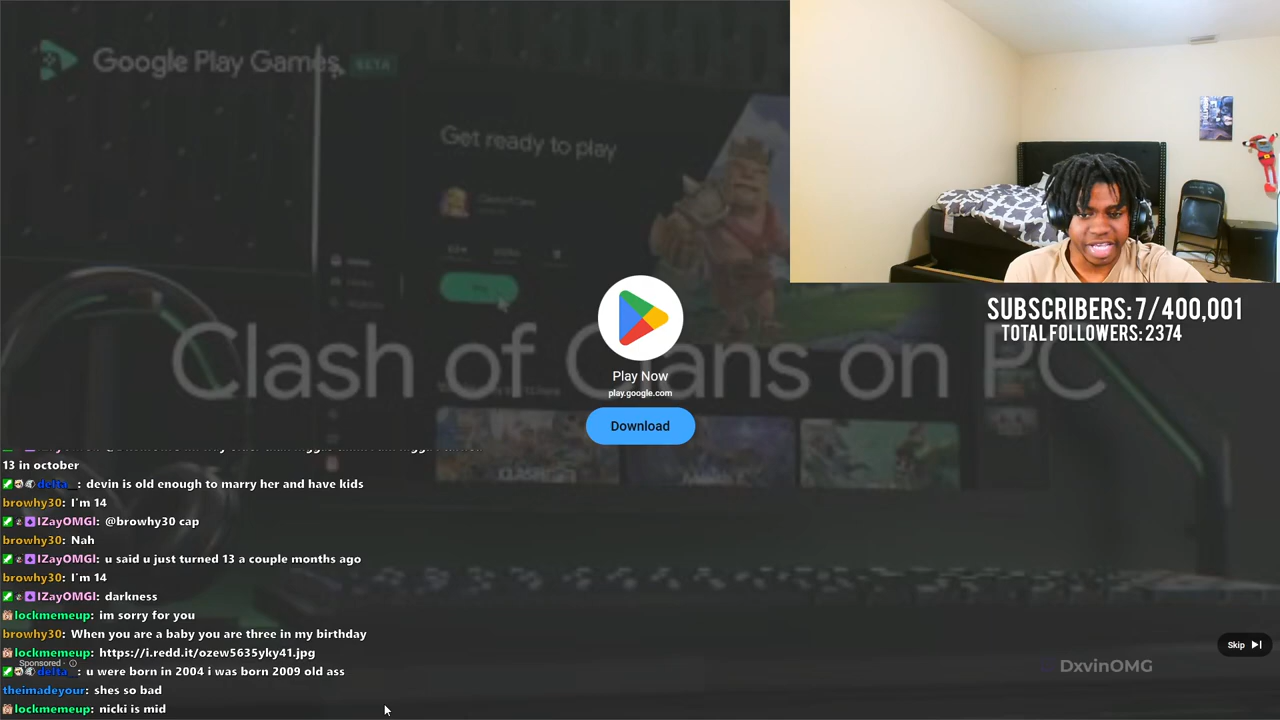 Google Play Games
BETA
Get ready to play
Clash of Clans on PC
Play Now
play.google.com
Download
SUBSCRIBERS: 7/400,001
TOTAL FOLLOWERS: 2374
13 in october
delta_: devin is old enough to marry her and have kids
browhy30: I'm 14
IZayOMGl: @browhy30 cap
browhy30: Nah
IZayOMGl: u said u just turned 13 a couple months ago
browhy30: I'm 14
IZayOMGl: darkness
lockmemeup: im sorry for you
browhy30: When you are a baby you are three in my birthday
lockmemeup: https://i.redd.it/ozew5635yky41.jpg
Sponsored ·
delta_: u were born in 2004 i was born 2009 old ass
theimadeyour: shes so bad
lockmemeup: nicki is mid
Skip
DxvinOMG